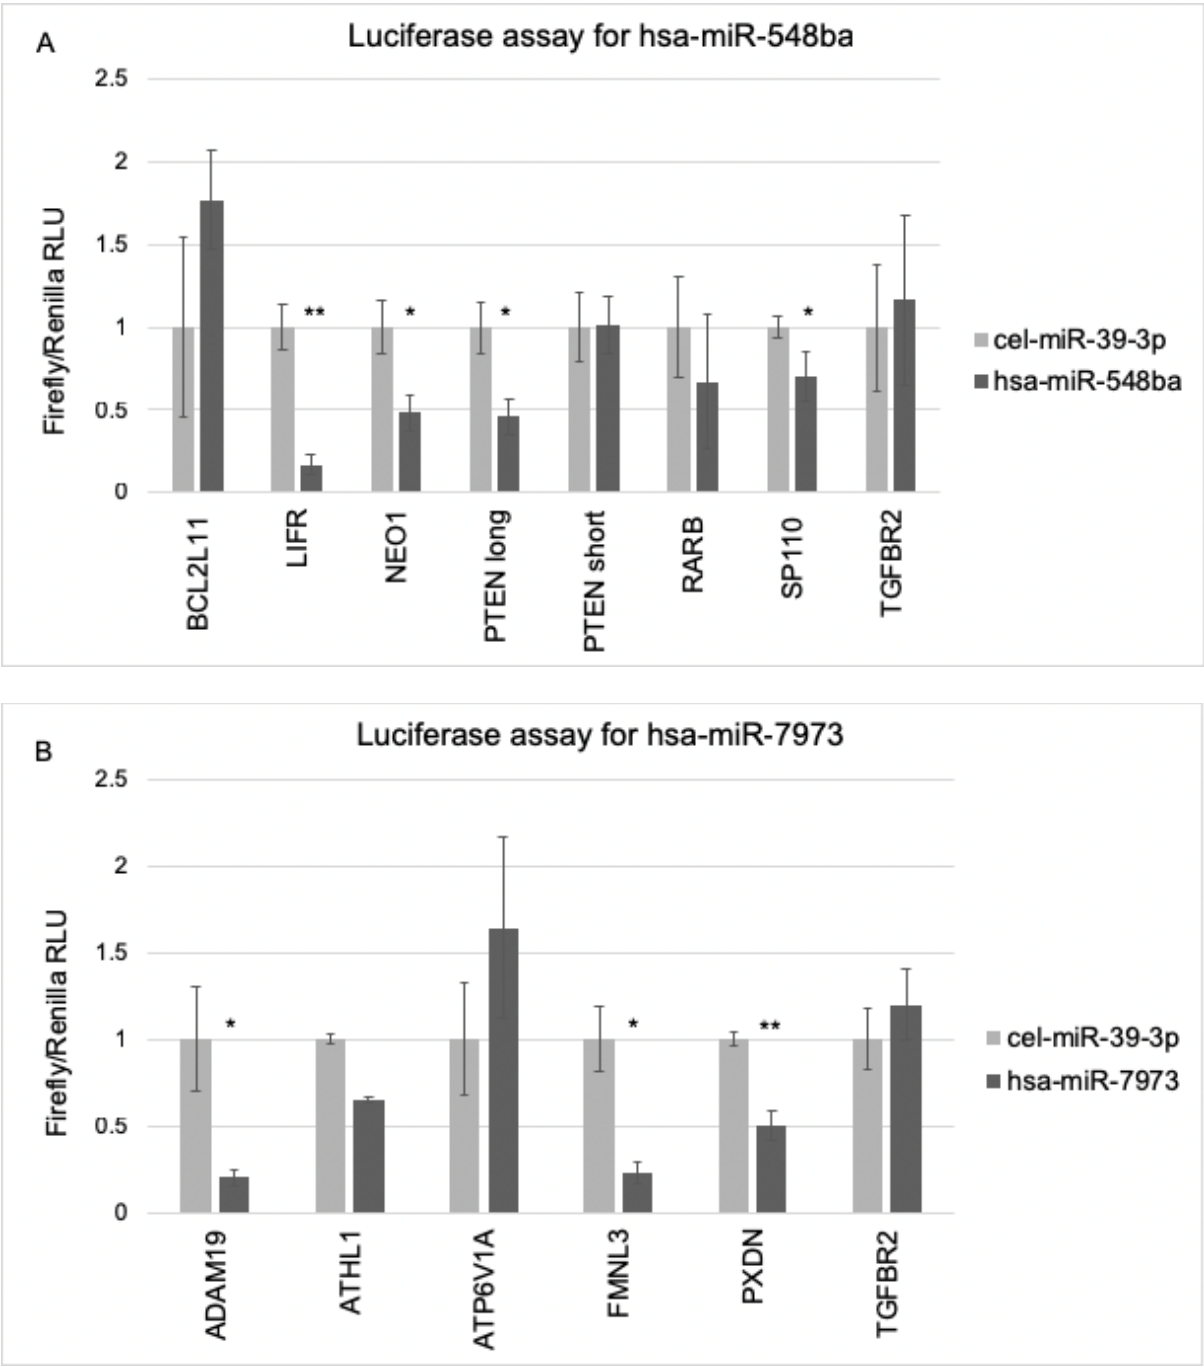 A
Luciferase assay for hsa-miR-548ba
2.5
2
1.5
1
0.5
0
Firefly/Renilla RLU
**
*
*
*
BCL2L11
LIFR
NEO1
PTEN long
PTEN short
RARB
SP110
TGFBR2
cel-miR-39-3p
hsa-miR-548ba
B
Luciferase assay for hsa-miR-7973
2.5
2
1.5
1
0.5
0
Firefly/Renilla RLU
*
*
**
ADAM19
ATHL1
ATP6V1A
FMNL3
PXDN
TGFBR2
cel-miR-39-3p
hsa-miR-7973